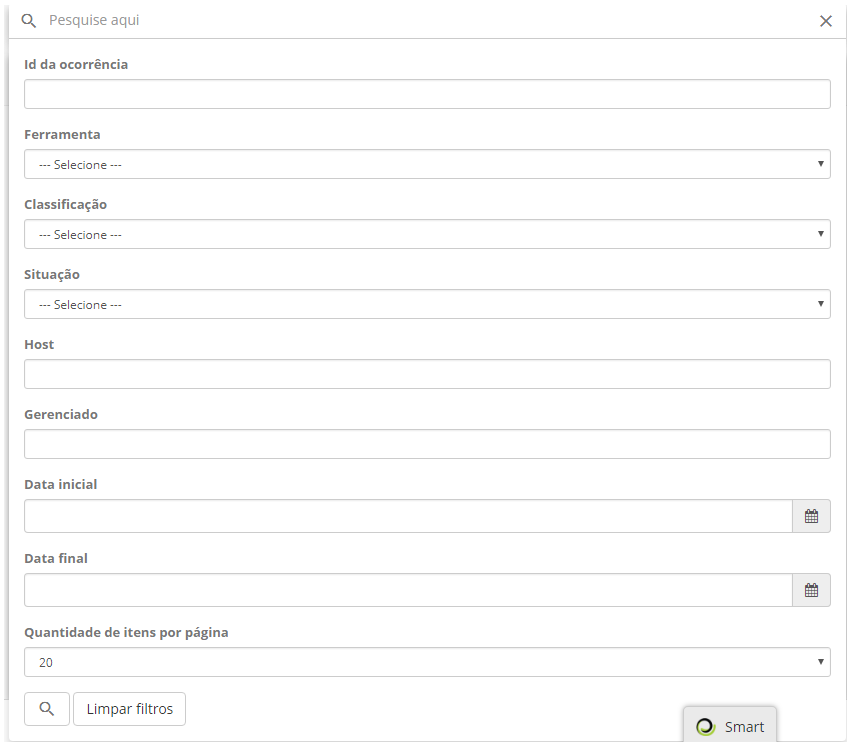 Pesquise aqui
Id da ocorrência
Ferramenta
--- Selecione ---
Classificação
--- Selecione ---
Situação
--- Selecione ---
Host
Gerenciado
Data inicial
Data final
Quantidade de itens por página
20
Limpar filtros
Smart